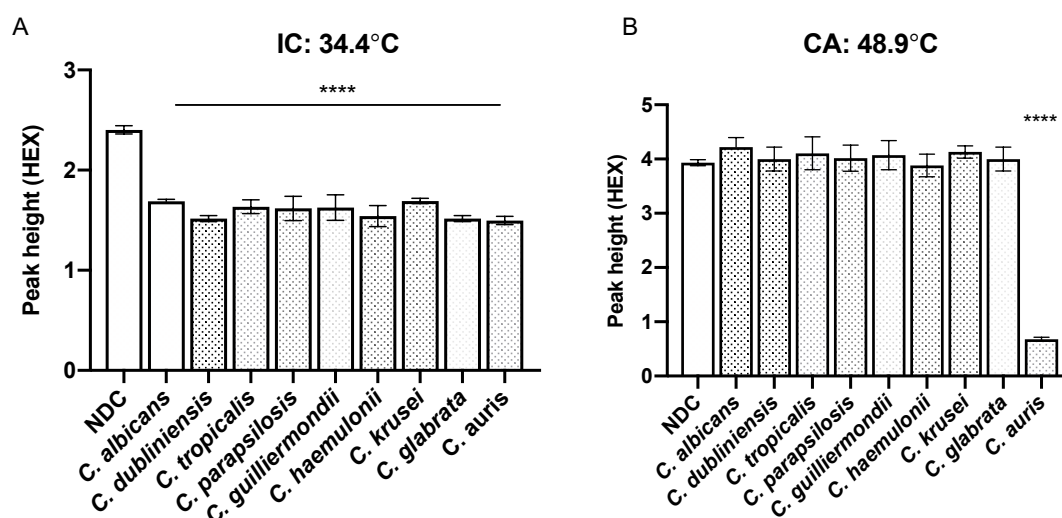 A
IC: 34.4°C
Peak height (HEX)
3
2
1
0
****
NDC
C. albicans
C. dubliniensis
C. tropicalis
C. parapsilosis
C. guilliermondii
C. haemulonii
C. krusei
C. glabrata
C. auris
B
CA: 48.9°C
Peak height (HEX)
5
4
3
2
1
0
****
NDC
C. albicans
C. dubliniensis
C. tropicalis
C. parapsilosis
C. guilliermondii
C. haemulonii
C. krusei
C. glabrata
C. auris